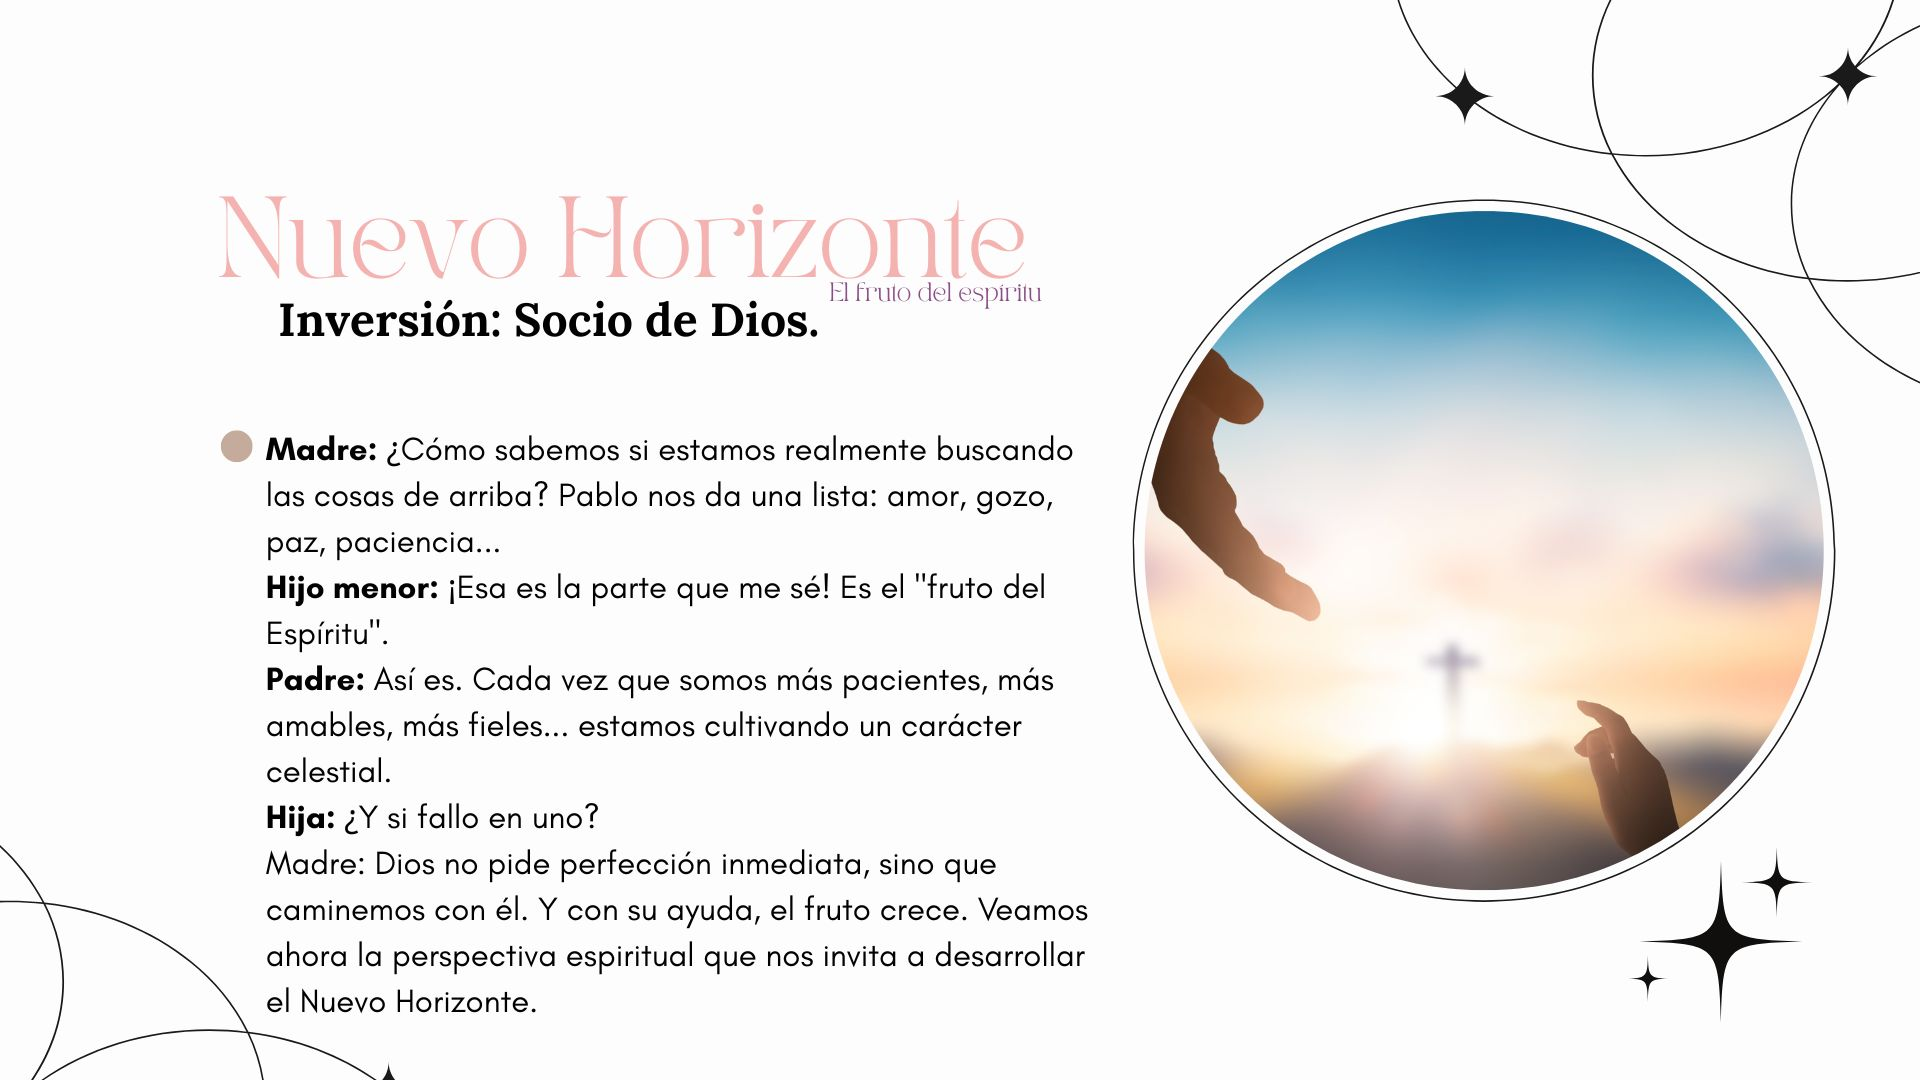 Nuevo Horizonte
El fruto del espiritu
Inversión: Socio de Dios.
Madre: ¿Cómo sabemos si estamos realmente buscando
las cosas de arriba? Pablo nos da una lista: amor, gozo,
paz, paciencia...
Hijo menor: ¡Esa es la parte que me sé! Es el "fruto del
Espíritu".
Padre: Así es. Cada vez que somos más pacientes, más
amables, más fieles... estamos cultivando un carácter
celestial.
Hija: ¿Y si fallo en uno?
Madre: Dios no pide perfección inmediata, sino que
caminemos con él. Y con su ayuda, el fruto crece. Veamos
ahora la perspectiva espiritual que nos invita a desarrollar
el Nuevo Horizonte.